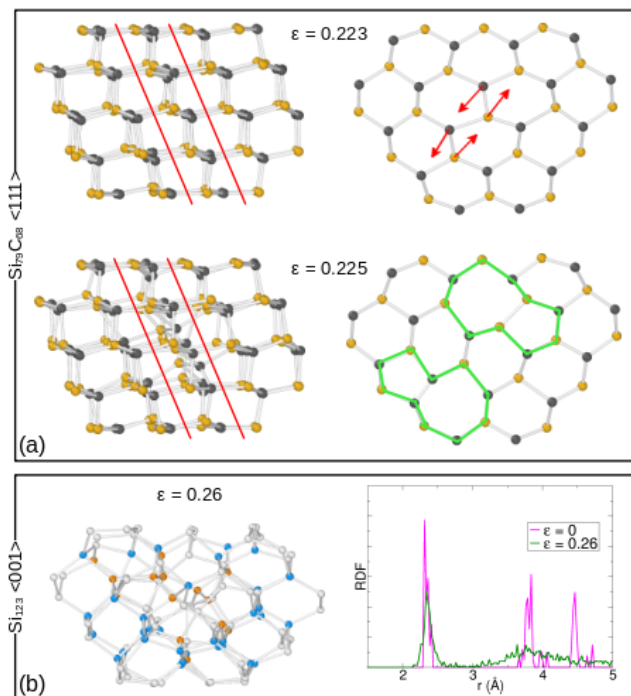 Si79C68 <111>
ε = 0.223
ε = 0.225
(a)
Si123 <001>
ε = 0.26
(b)
RDF
ε = 0
ε = 0.26
2
3
4
5
r (Å)